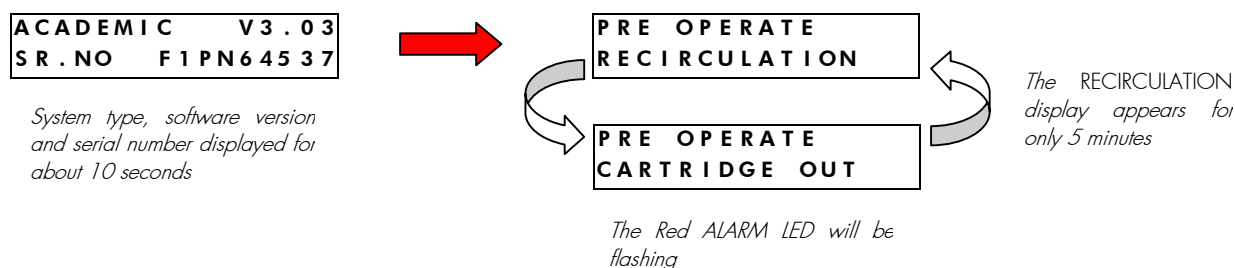 ACADEMIC V3.03
SR.NO F1PN64537
System type, software version
and serial number displayed for
about 10 seconds
PRE OPERATE
RECIRCULATION
PRE OPERATE
CARTRIDGE OUT
The Red ALARM LED will be
flashing
The RECIRCULATION
display appears for
only 5 minutes